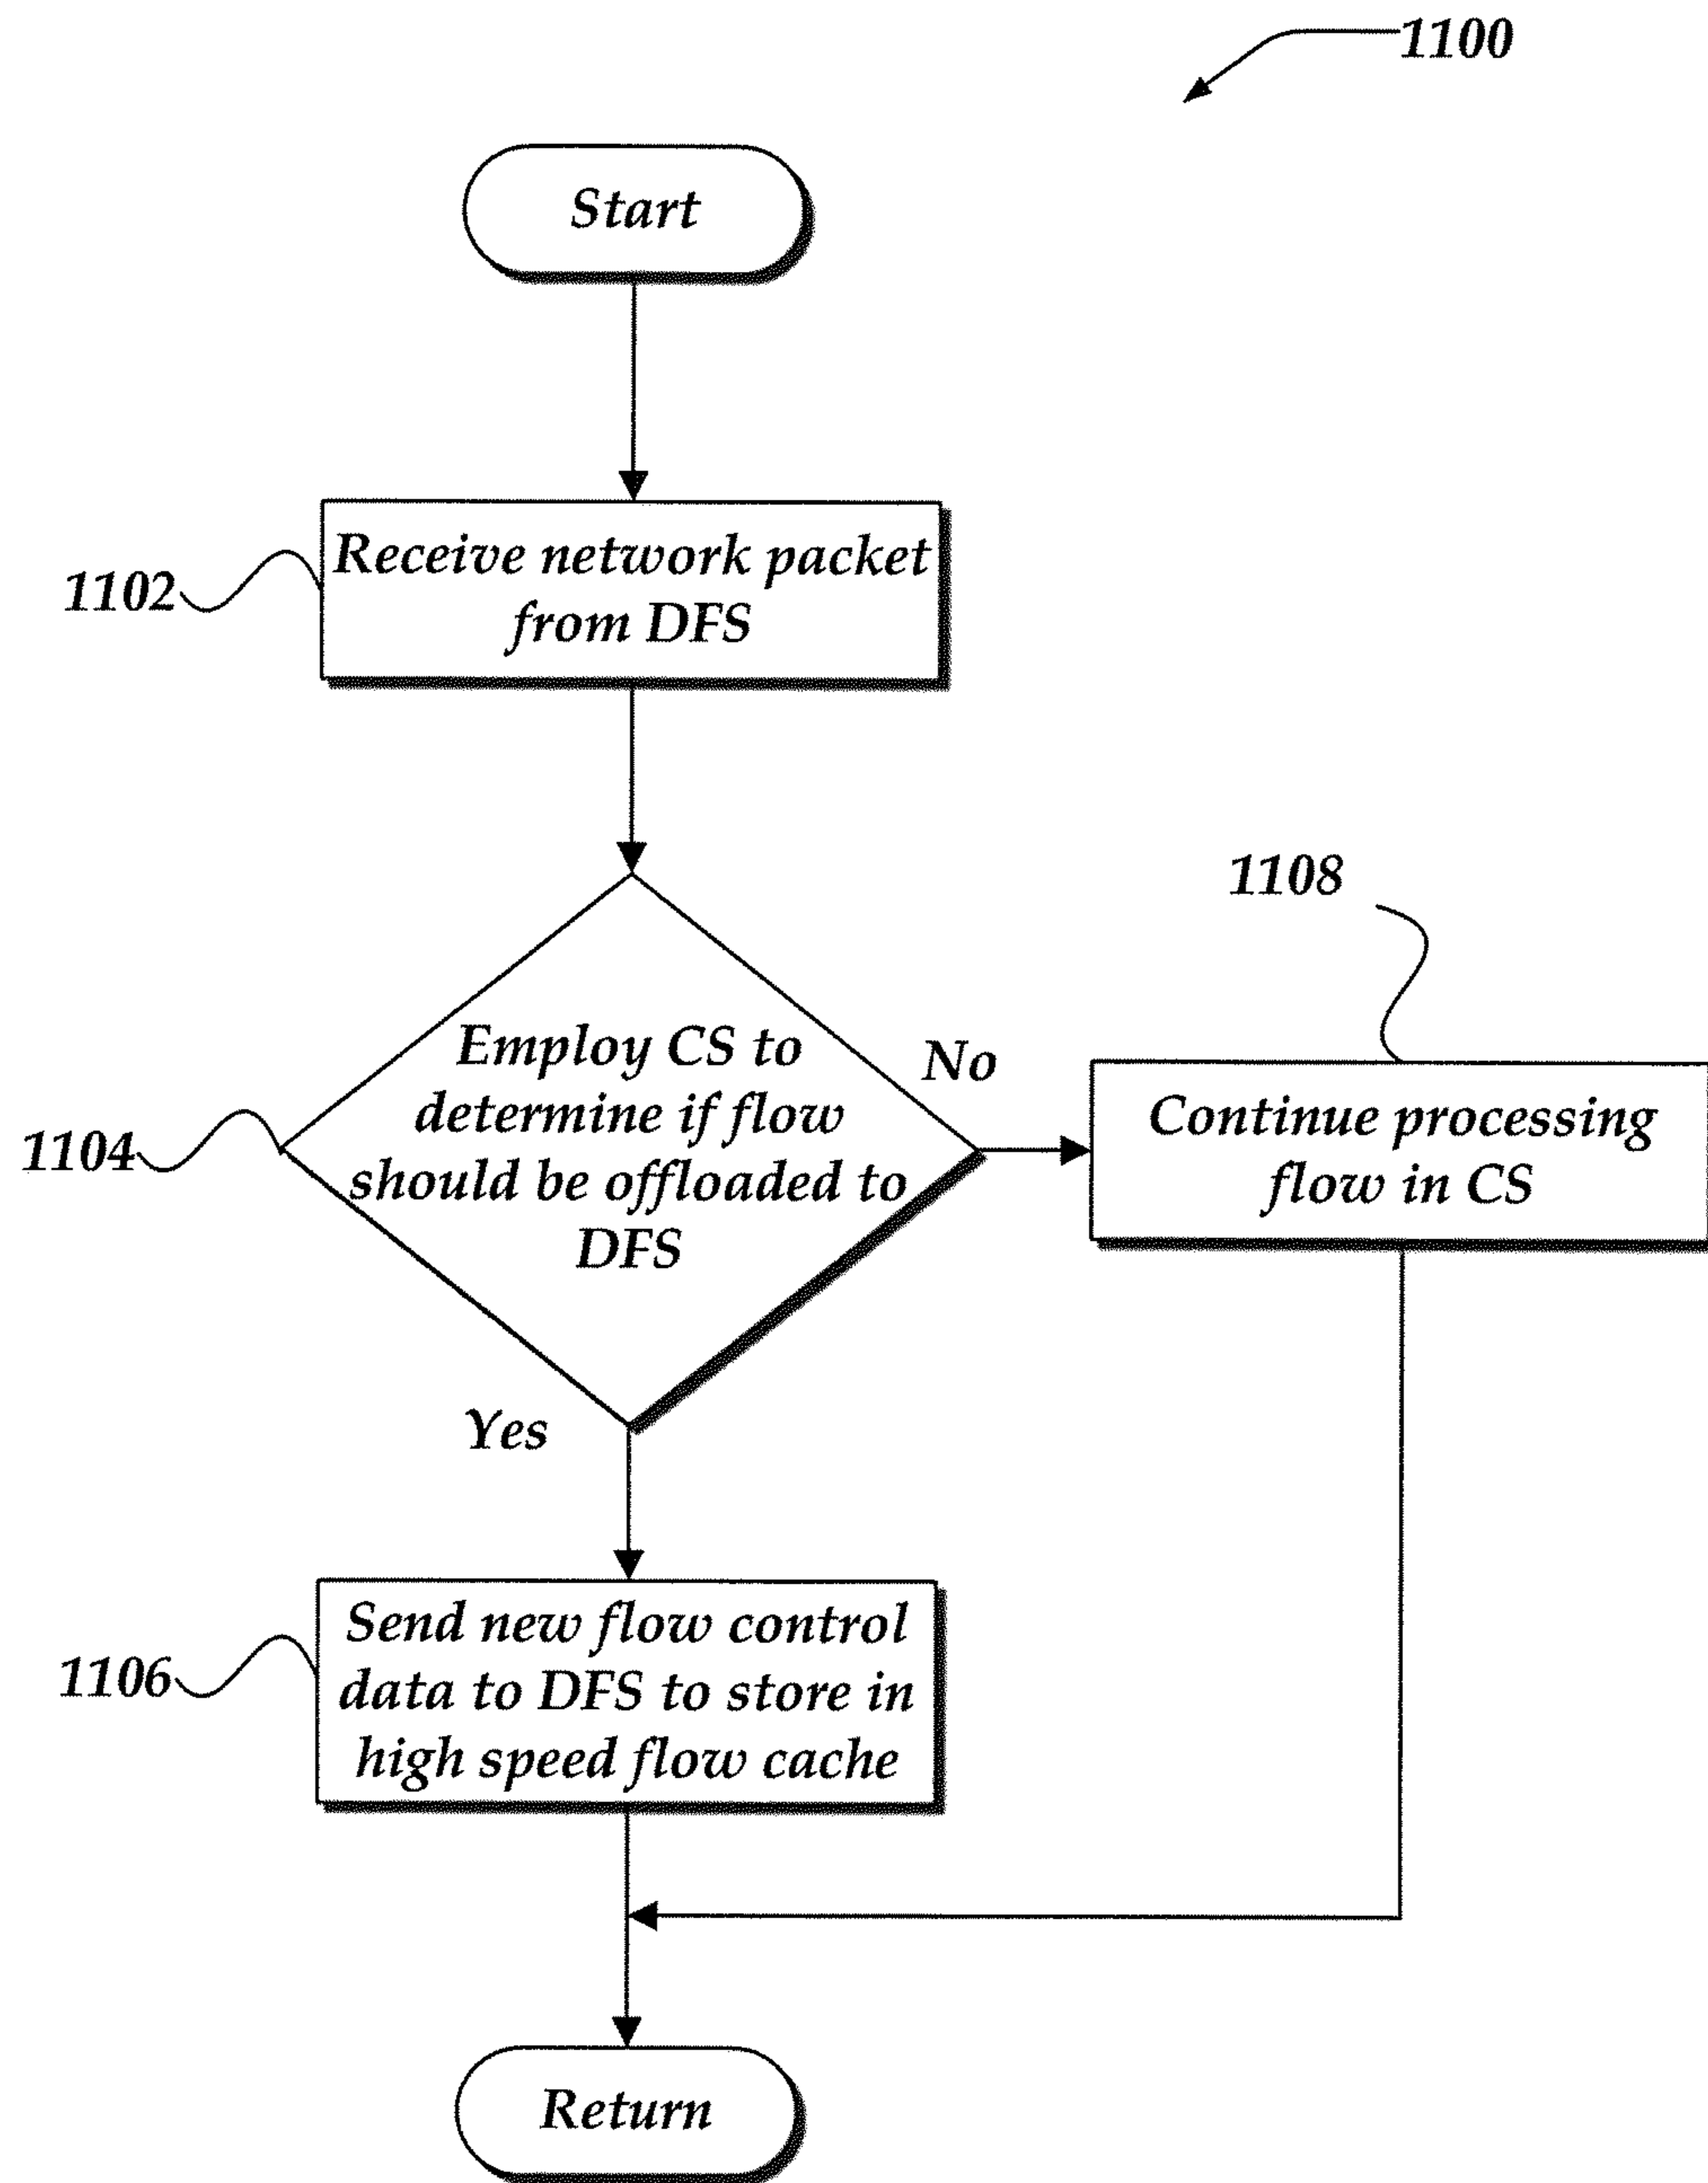 1100
Start
1102
Receive network packet
from DFS
1104
Employ CS to
determine if flow
should be offloaded to
DFS
No
1108
Continue processing
flow in CS
Yes
1106
Send new flow control
data to DFS to store in
high speed flow cache
Return